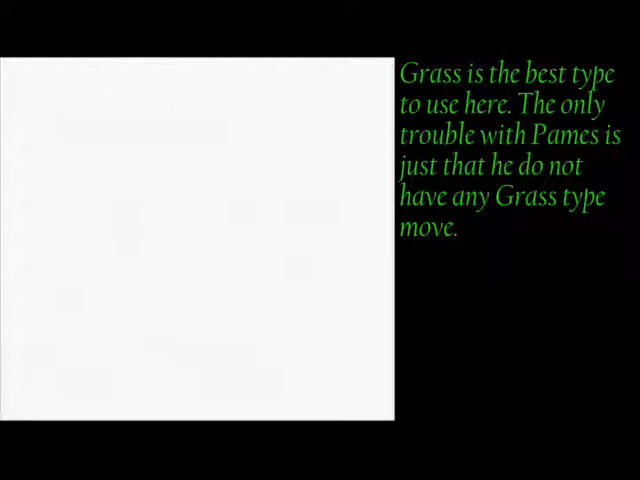 Grass is the best type
to use here. The only
trouble with Pames is
just that he do not
have any Grass type
move.